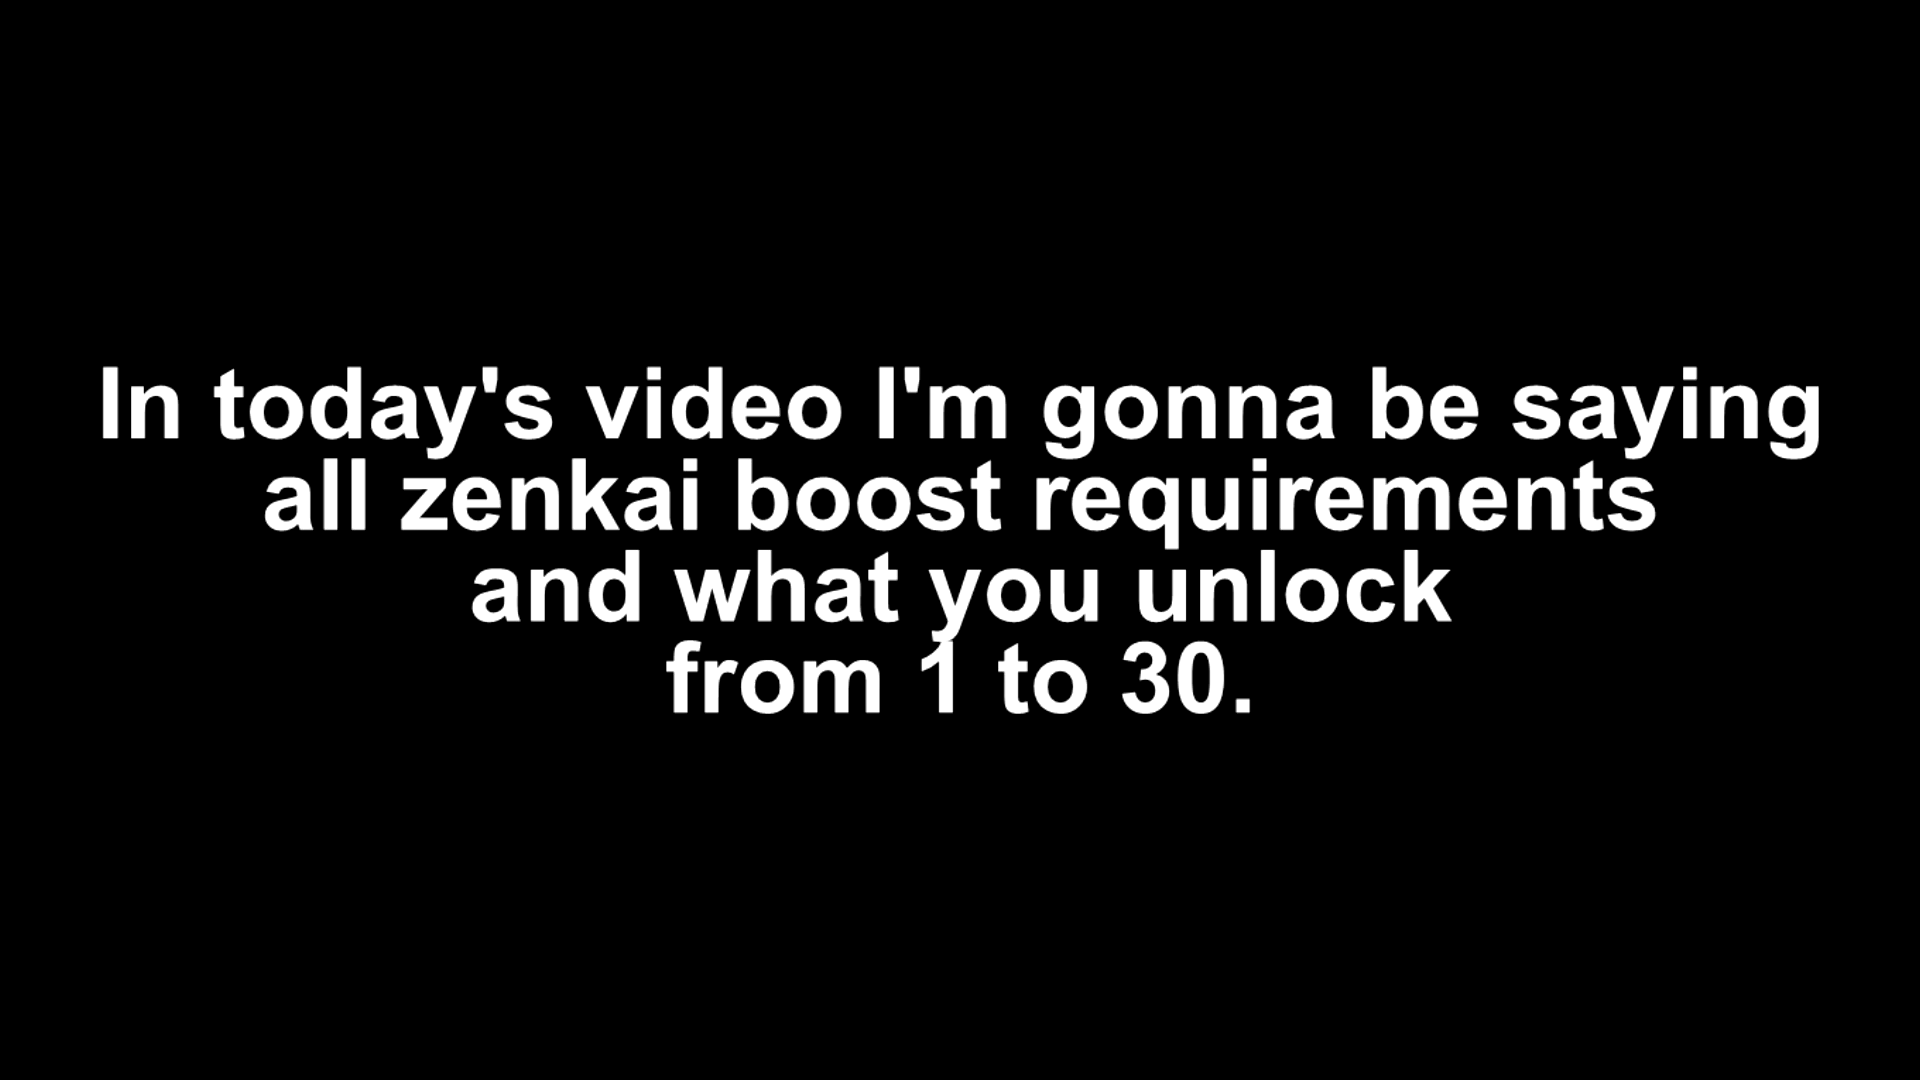 In today's video I'm gonna be saying
all zenkai boost requirements
and what you unlock
from 1 to 30.